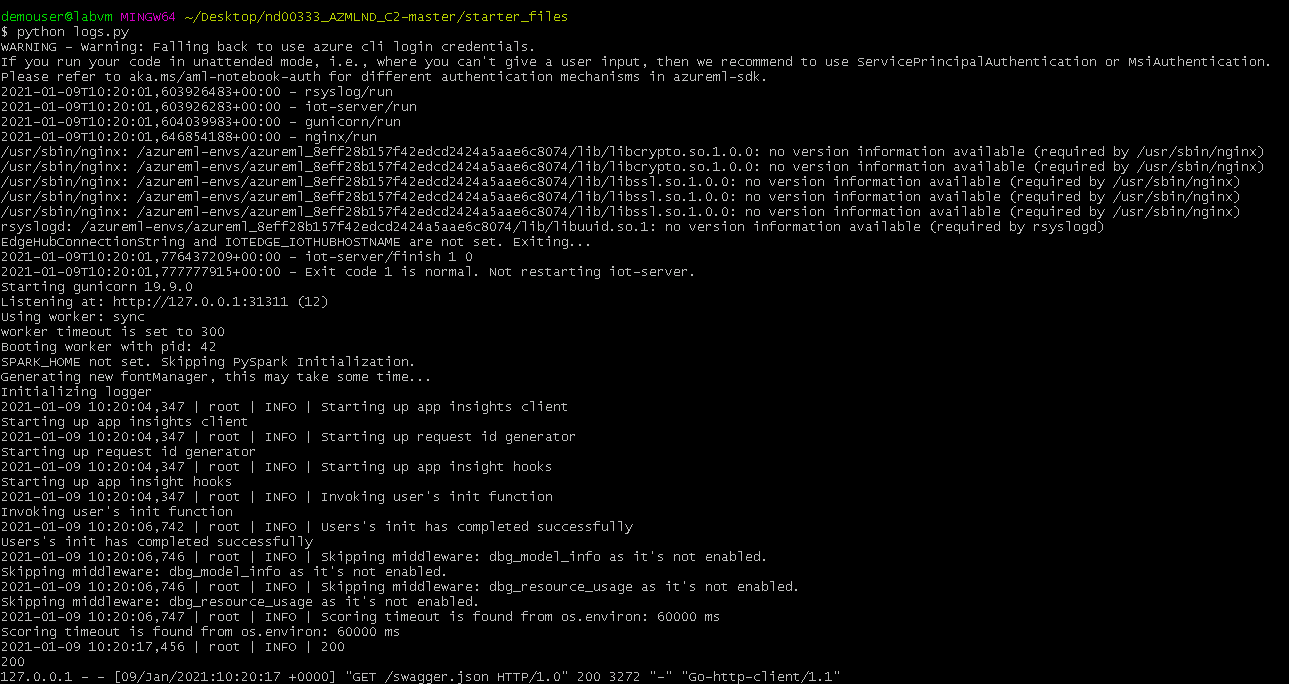 demouser@labvm MINGW64 ~/Desktop/nd00333_AZMLND_C2-master/starter_files
$ python logs.py
WARNING - Warning: Falling back to use azure cli login credentials.
If you run your code in unattended mode, i.e., where you can't give a user input, then we recommend to use ServicePrincipalAuthentication or MsiAuthentication.
Please refer to aka.ms/aml-notebook-auth for different authentication mechanisms in azureml-sdk.
2021-01-09T10:20:01,603926483+00:00 - rsyslog/run
2021-01-09T10:20:01,603926283+00:00 - iot-server/run
2021-01-09T10:20:01,604039983+00:00 - gunicorn/run
2021-01-09T10:20:01,646854188+00:00 - nginx/run
/usr/sbin/nginx: /azureml-envs/azureml_8eff28b157f42edcd2424a5aae6c8074/lib/libcrypto.so.1.0.0: no version information available (required by /usr/sbin/nginx)
/usr/sbin/nginx: /azureml-envs/azureml_8eff28b157f42edcd2424a5aae6c8074/lib/libcrypto.so.1.0.0: no version information available (required by /usr/sbin/nginx)
/usr/sbin/nginx: /azureml-envs/azureml_8eff28b157f42edcd2424a5aae6c8074/lib/libssl.so.1.0.0: no version information available (required by /usr/sbin/nginx)
/usr/sbin/nginx: /azureml-envs/azureml_8eff28b157f42edcd2424a5aae6c8074/lib/libssl.so.1.0.0: no version information available (required by /usr/sbin/nginx)
/usr/sbin/nginx: /azureml-envs/azureml_8eff28b157f42edcd2424a5aae6c8074/lib/libssl.so.1.0.0: no version information available (required by /usr/sbin/nginx)
rsyslogd: /azureml-envs/azureml_8eff28b157f42edcd2424a5aae6c8074/lib/libuuid.so.1: no version information available (required by rsyslogd)
EdgeHubConnectionString and IOTEDGE_IOTHUBHOSTNAME are not set. Exiting...
2021-01-09T10:20:01,776437209+00:00 - iot-server/finish 1 0
2021-01-09T10:20:01,777777915+00:00 - Exit code 1 is normal. Not restarting iot-server.
Starting gunicorn 19.9.0
Listening at: http://127.0.0.1:31311 (12)
Using worker: sync
worker timeout is set to 300
Booting worker with pid: 42
SPARK_HOME not set. Skipping PySpark Initialization.
Generating new fontManager, this may take some time...
Initializing logger
2021-01-09 10:20:04,347 | root | INFO | Starting up app insights client
Starting up app insights client
2021-01-09 10:20:04,347 | root | INFO | Starting up request id generator
Starting up request id generator
2021-01-09 10:20:04,347 | root | INFO | Starting up app insight hooks
Starting up app insight hooks
2021-01-09 10:20:04,347 | root | INFO | Invoking user's init function
Invoking user's init function
2021-01-09 10:20:06,742 | root | INFO | Users's init has completed successfully
Users's init has completed successfully
2021-01-09 10:20:06,746 | root | INFO | Skipping middleware: dbg_model_info as it's not enabled.
Skipping middleware: dbg_model_info as it's not enabled.
2021-01-09 10:20:06,746 | root | INFO | Skipping middleware: dbg_resource_usage as it's not enabled.
Skipping middleware: dbg_resource_usage as it's not enabled.
2021-01-09 10:20:06,747 | root | INFO | Scoring timeout is found from os.environ: 60000 ms
Scoring timeout is found from os.environ: 60000 ms
2021-01-09 10:20:17,456 | root | INFO | 200
200
127.0.0.1 - - [09/Jan/2021:10:20:17 +0000] "GET /swagger.json HTTP/1.0" 200 3272 "-" "Go-http-client/1.1"